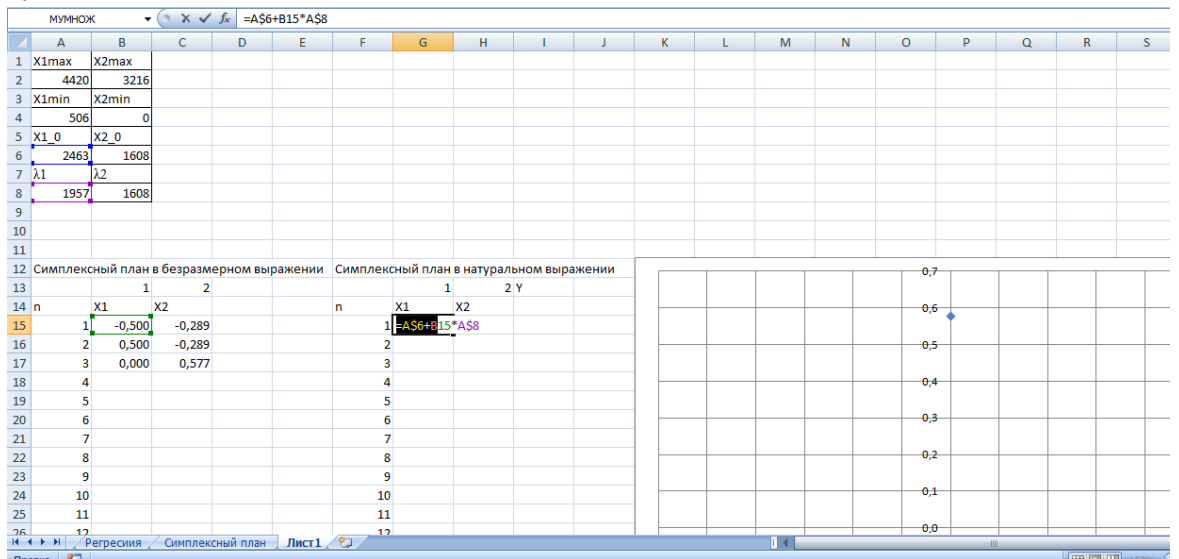 МУМНОЖ fx =A$6+B15*A$8
A B C D E F G H I J K L M N O P Q R S
1 X1max X2max
2 4420 3216
3 X1min X2min
4 506 0
5 X1_0 X2_0
6 2463 1608
7 λ1 λ2
8 1957 1608
9
10
11
12 Симплексный план в безразмерном выражении Симплексный план в натуральном выражении
13 1 2 1 2 Y
14 n X1 X2 n X1 X2
15 1 -0,500 -0,289 1 =A$6+B15*A$8
16 2 0,500 -0,289 2
17 3 0,000 0,577 3
18 4 4
19 5 5
20 6 6
21 7 7
22 8 8
23 9 9
24 10 10
25 11 11
26 12 12
0,7
0,6
0,5
0,4
0,3
0,2
0,1
0,0
Регресиия Симплексный план Лист1